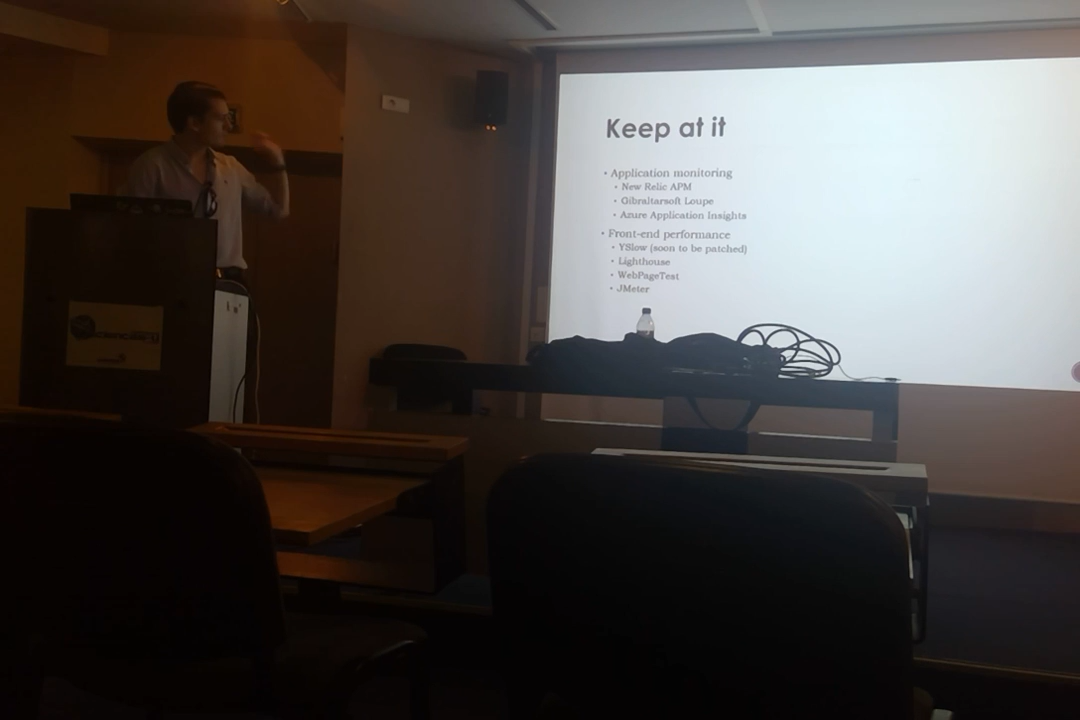 Keep at it
• Application monitoring
• New Relic APM
• Gibraltarsoft Loupe
• Azure Application Insights
• Front-end performance
• YSlow (soon to be patched)
• Lighthouse
• WebPageTest
• JMeter